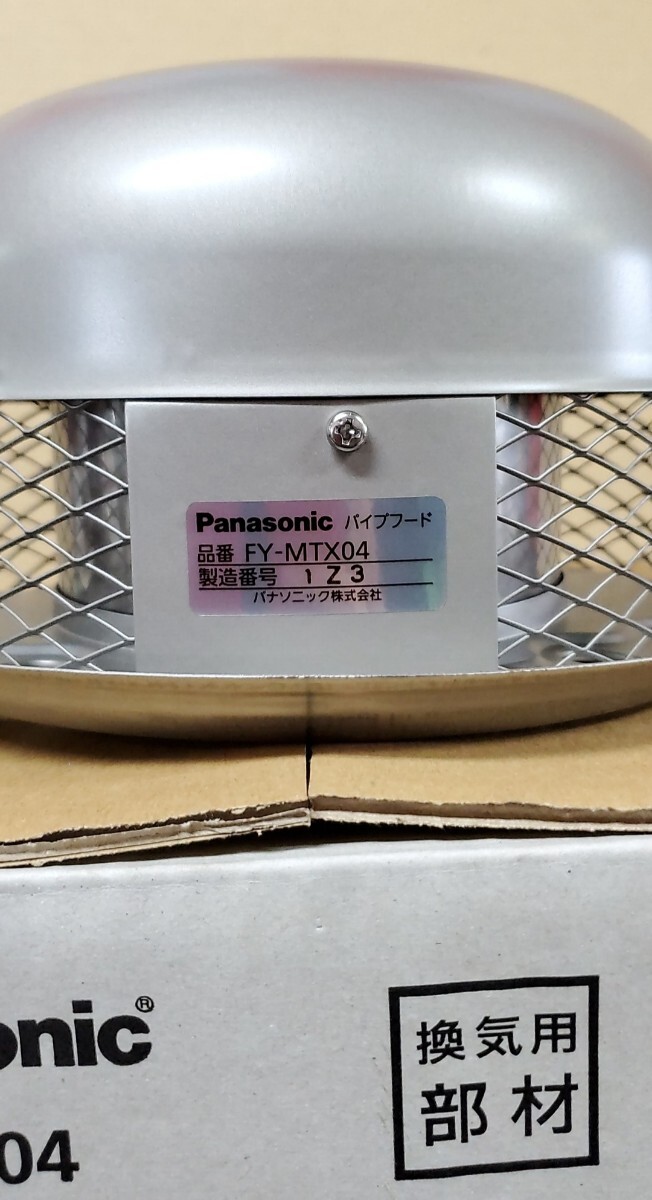 Panasonic パイプフード
品番 FY-MTX04
製造番号 1Z3
パナソニック株式会社
onic®
04
換気用
部材